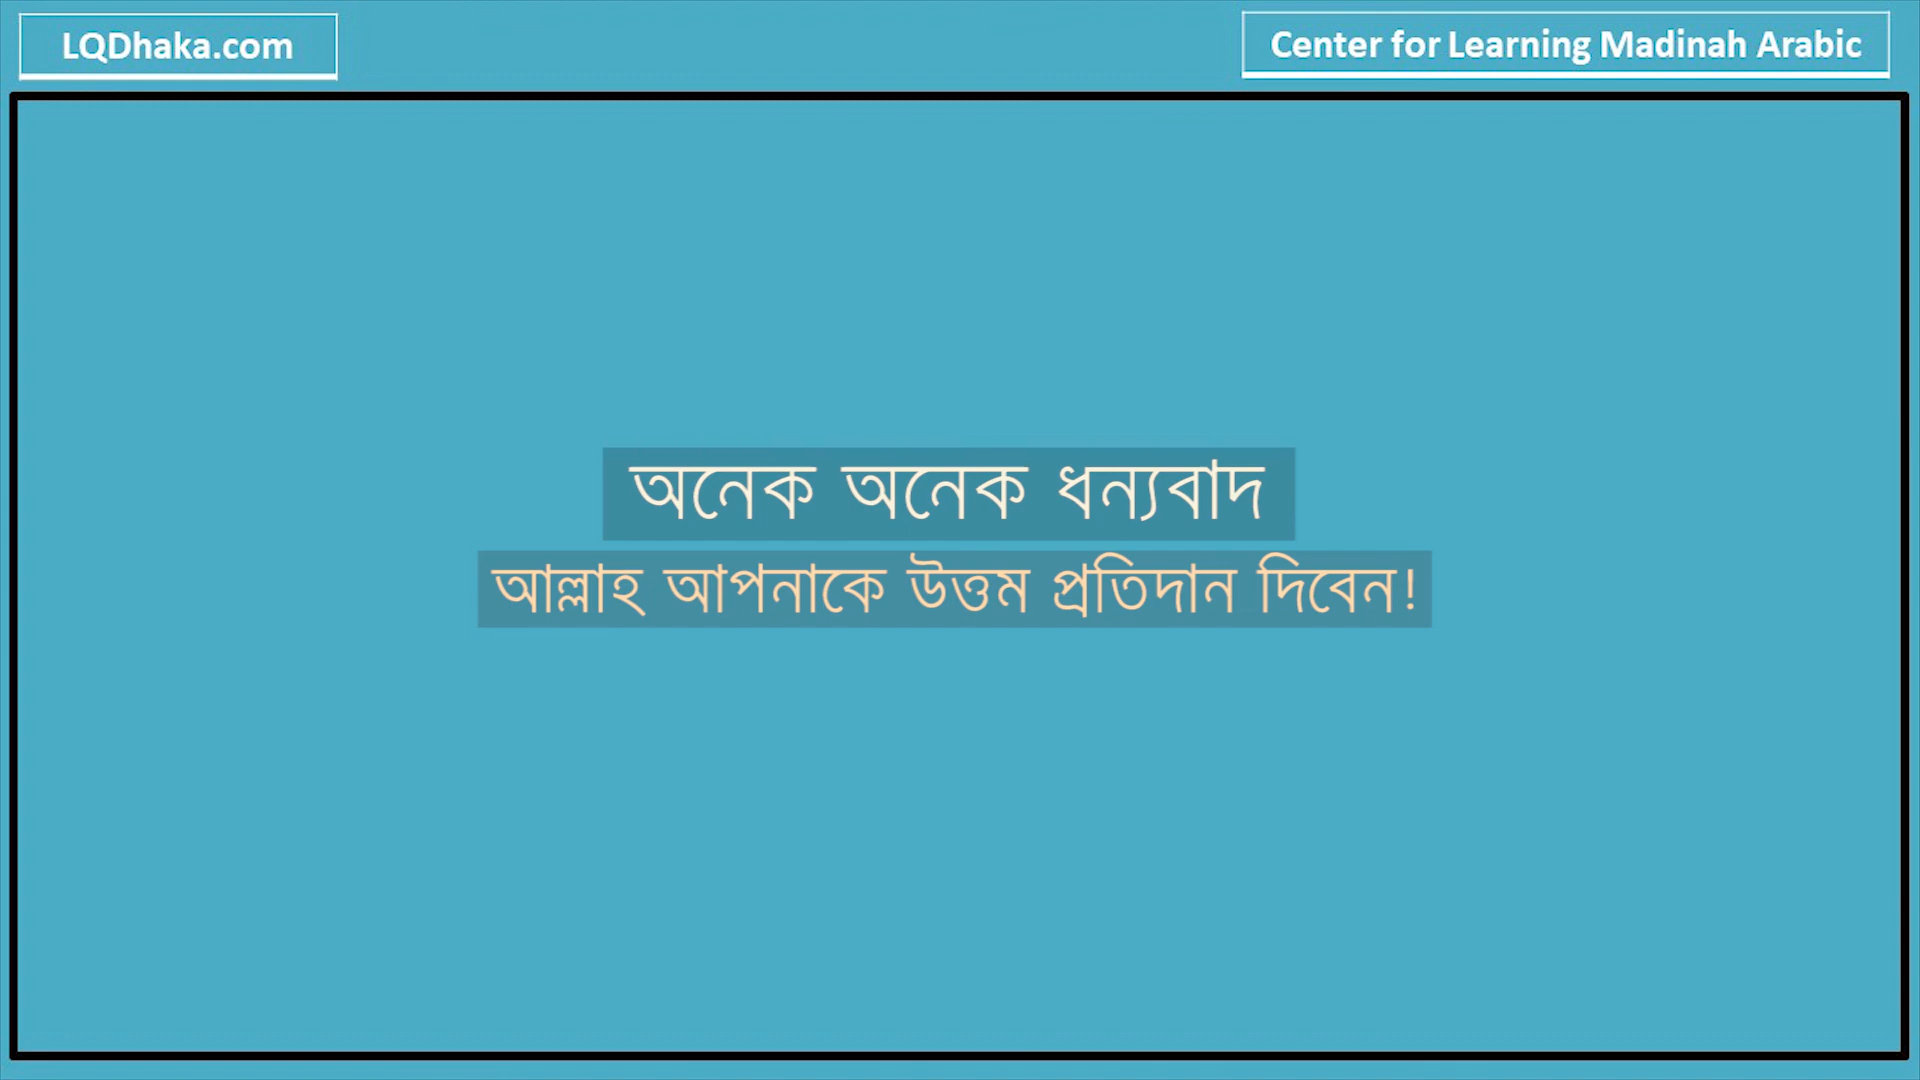 LQDhaka.com
Center for Learning Madinah Arabic
অনেক অনেক ধন্যবাদ
আল্লাহ আপনাকে উত্তম প্রতিদান দিবেন!